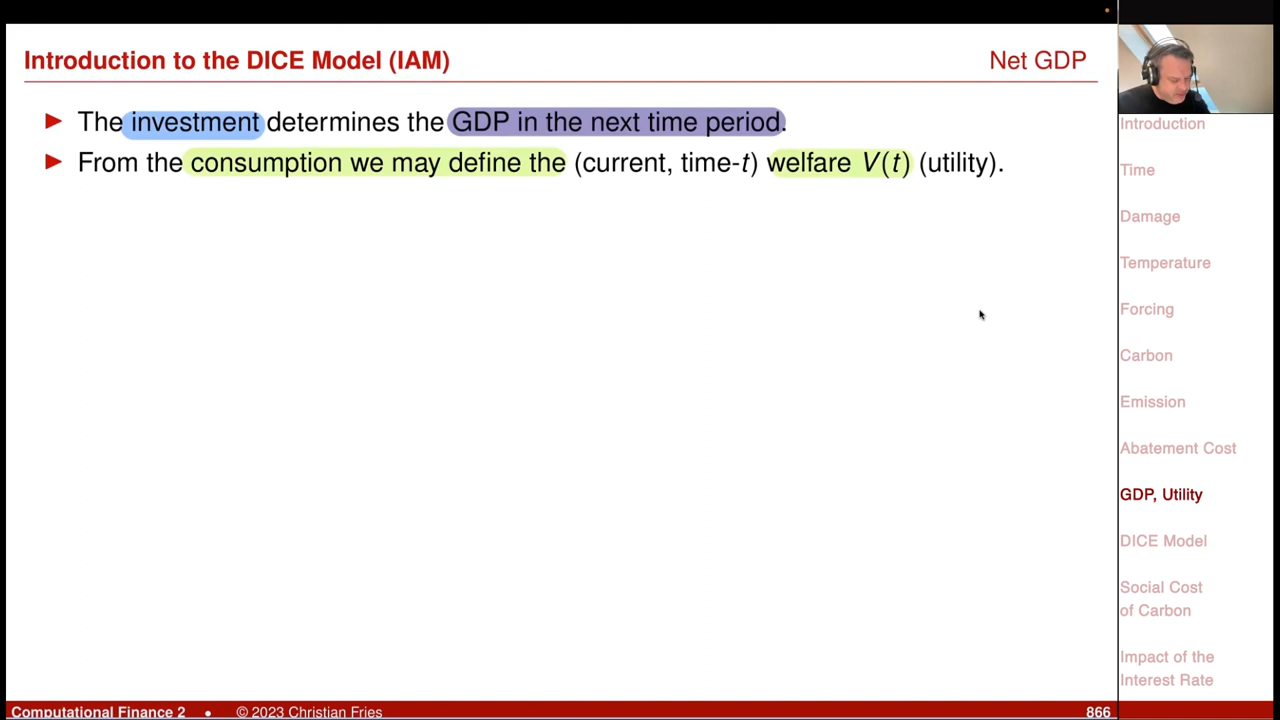 Introduction to the DICE Model (IAM)
Net GDP
▶ The investment determines the GDP in the next time period.
▶ From the consumption we may define the (current, time-t) welfare V(t) (utility).
Introduction
Time
Damage
Temperature
Forcing
Carbon
Emission
Abatement Cost
GDP, Utility
DICE Model
Social Cost
of Carbon
Impact of the
Interest Rate
Computational Finance 2 • © 2023 Christian Fries
866